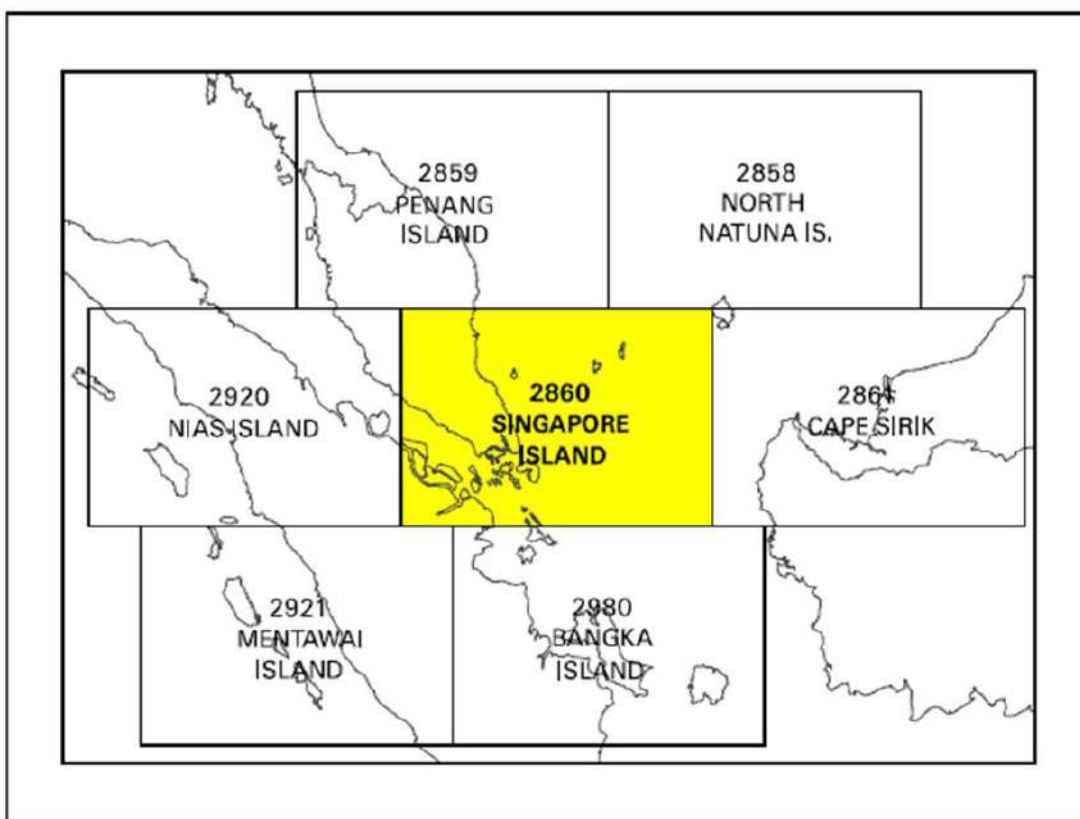 2859
PENANG
ISLAND
2858
NORTH
NATUNA IS.
2920
NIAS ISLAND
2860
SINGAPORE
ISLAND
2861
CAPE SIRIK
2921
MENTAWAI
ISLAND
2980
BANGKA
ISLAND